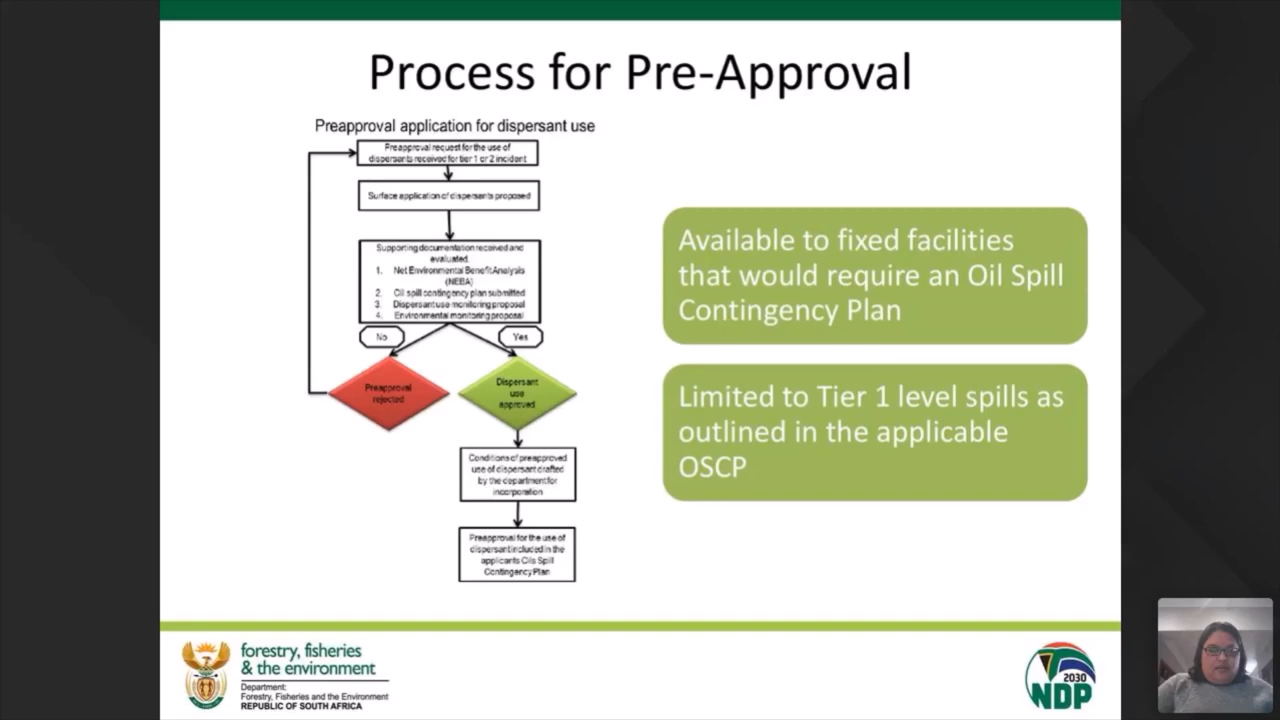 Process for Pre-Approval
Preapproval application for dispersant use
Preapproval request for the use of
dispersants received for tier 1 or 2 incident
Surface application of dispersants proposed
Supporting documentation received and
evaluated.
1. Net Environmental Benefit Analysis
(NEBA)
2. Oil spill contingency plan submitted
3. Dispersant use monitoring proposal
4. Environmental monitoring proposal
No
Yes
Preapproval
rejected
Dispersant
use
approved
Conditions of preapproved
use of dispersant drafted
by the department for
incorporation
Preapproval for the use of
dispersant included in the
applicants Oils Spill
Contingency Plan
Available to fixed facilities
that would require an Oil Spill
Contingency Plan
Limited to Tier 1 level spills as
outlined in the applicable
OSCP
forestry, fisheries
& the environment
Department:
Forestry, Fisheries and the Environment
REPUBLIC OF SOUTH AFRICA
2030
NDP